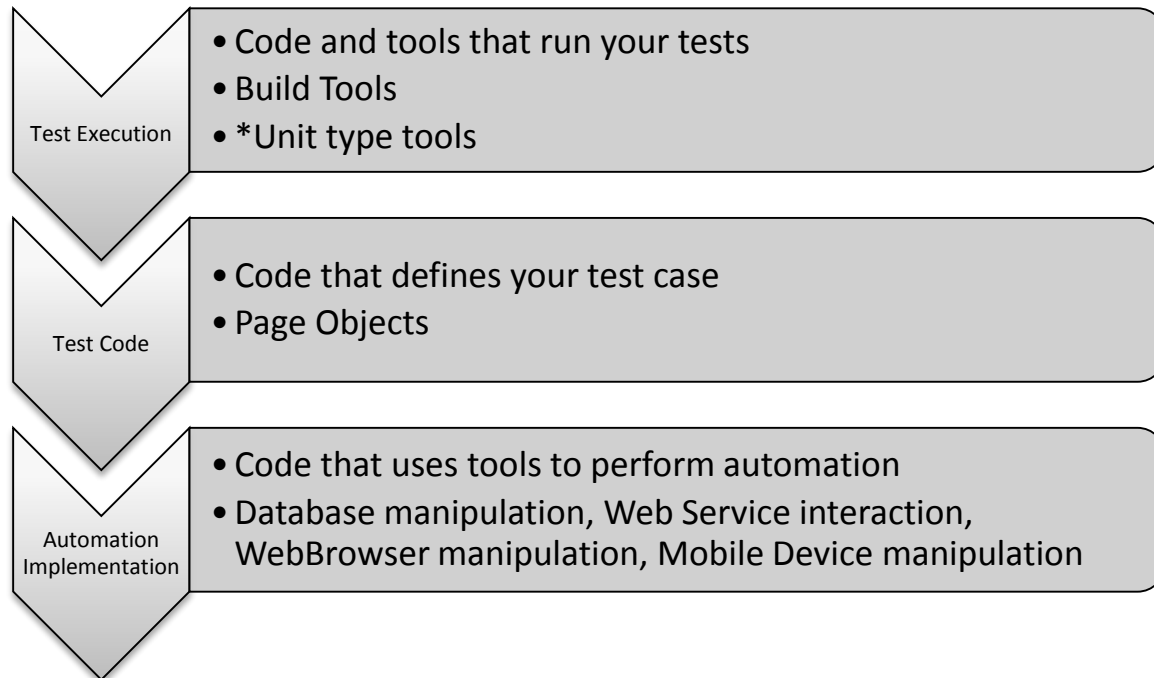 Test Execution
• Code and tools that run your tests
• Build Tools
• *Unit type tools
Test Code
• Code that defines your test case
• Page Objects
Automation
Implementation
• Code that uses tools to perform automation
• Database manipulation, Web Service interaction,
WebBrowser manipulation, Mobile Device manipulation